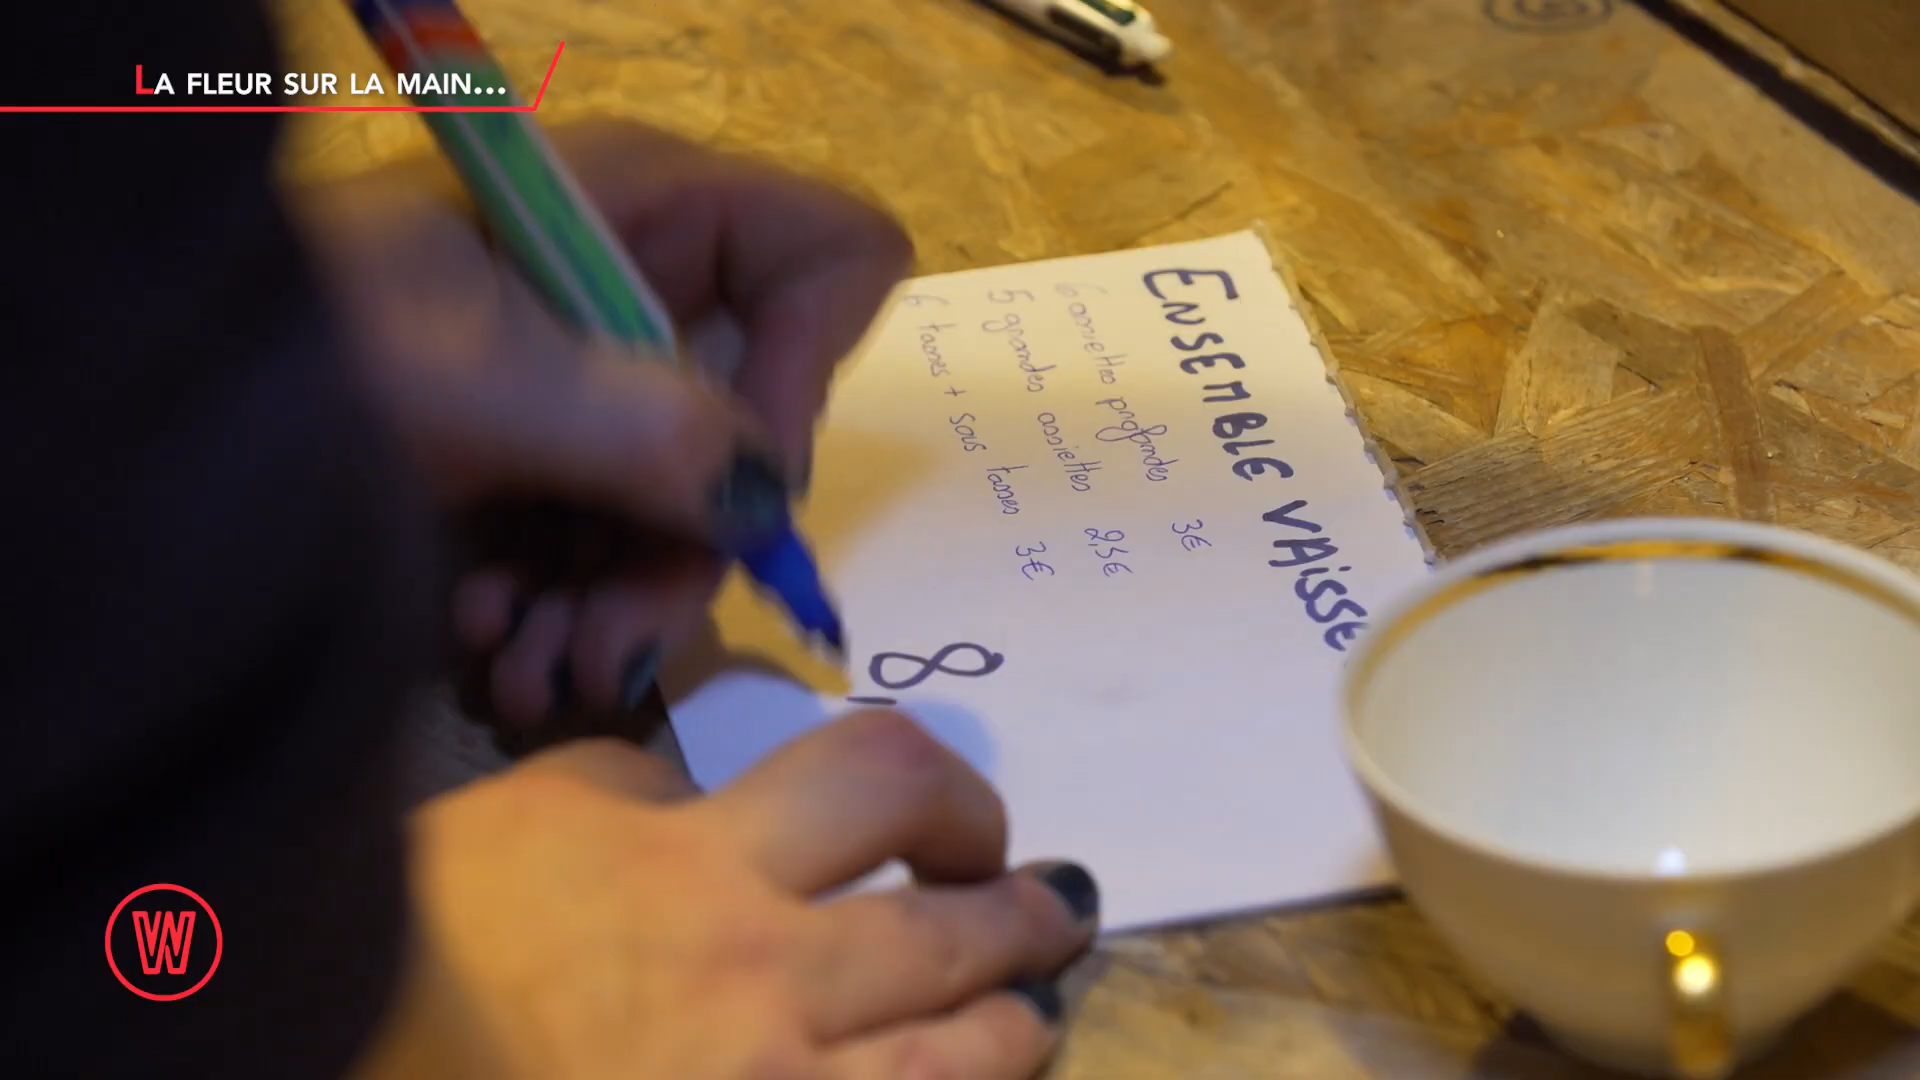 LA FLEUR SUR LA MAIN...
ENSEMBLE VAISSE
6 assiettes profondes 3€
5 grandes assiettes 2,5€
6 tasses + sous tasses 3€
8,
W